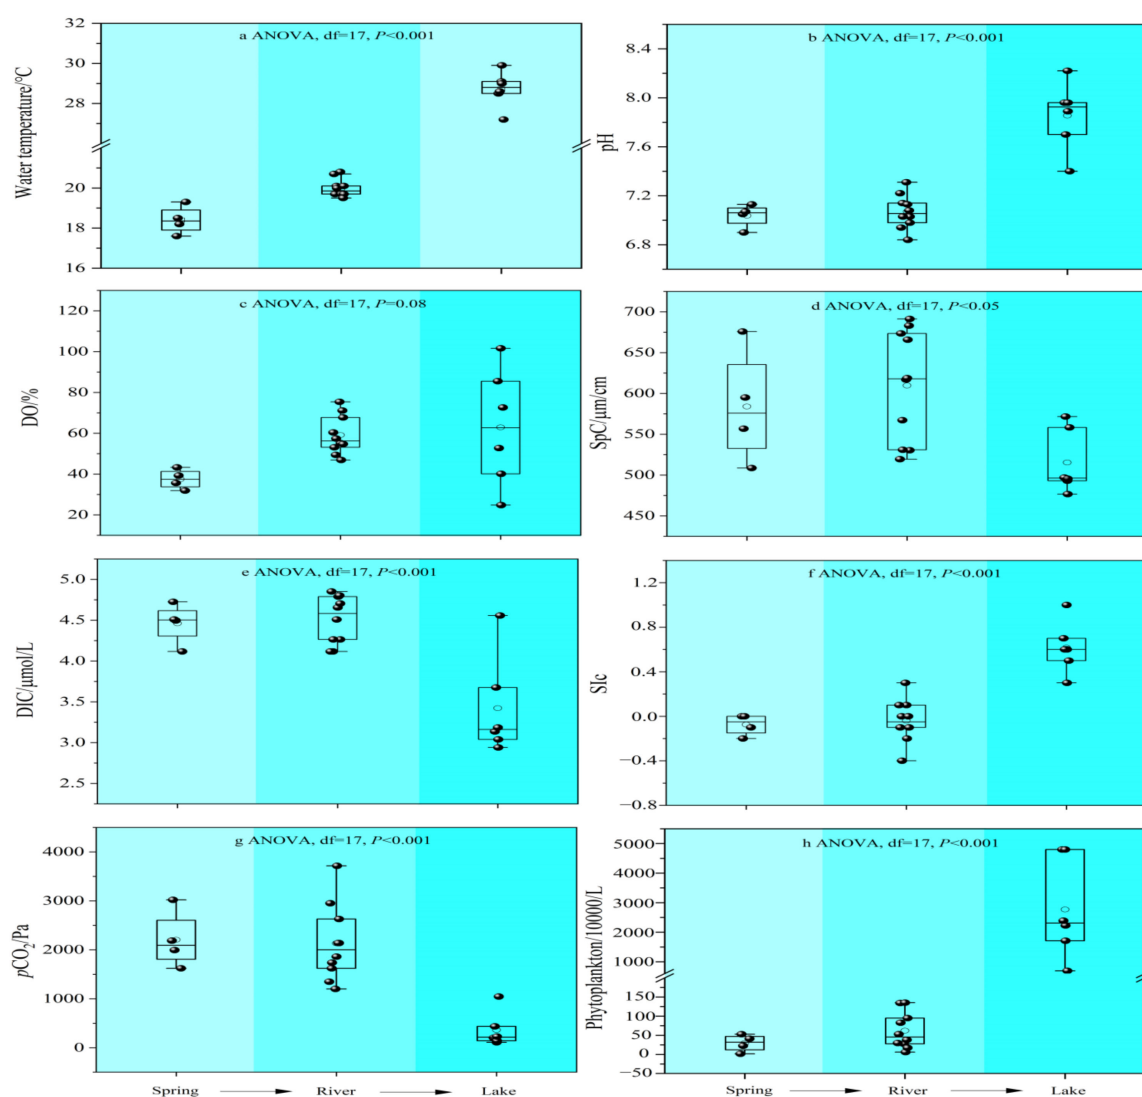 a ANOVA, df=17, P<0.001
Water temperature/°C
32
30
28
20
18
16
b ANOVA, df=17, P<0.001
pH
8.4
8.0
7.6
7.2
6.8
c ANOVA, df=17, P=0.08
DO/%
120
100
80
60
40
20
d ANOVA, df=17, P<0.05
SpC/μm/cm
700
650
600
550
500
450
e ANOVA, df=17, P<0.001
DIC/μmol/L
5.0
4.5
4.0
3.5
3.0
2.5
f ANOVA, df=17, P<0.001
SIc
1.2
0.8
0.4
0.0
−0.4
−0.8
g ANOVA, df=17, P<0.001
pCO₂/Pa
4000
3000
2000
1000
0
h ANOVA, df=17, P<0.001
Phytoplankton/10000/L
5000
4000
3000
2000
1000
150
100
50
0
−50
Spring River Lake
Spring River Lake